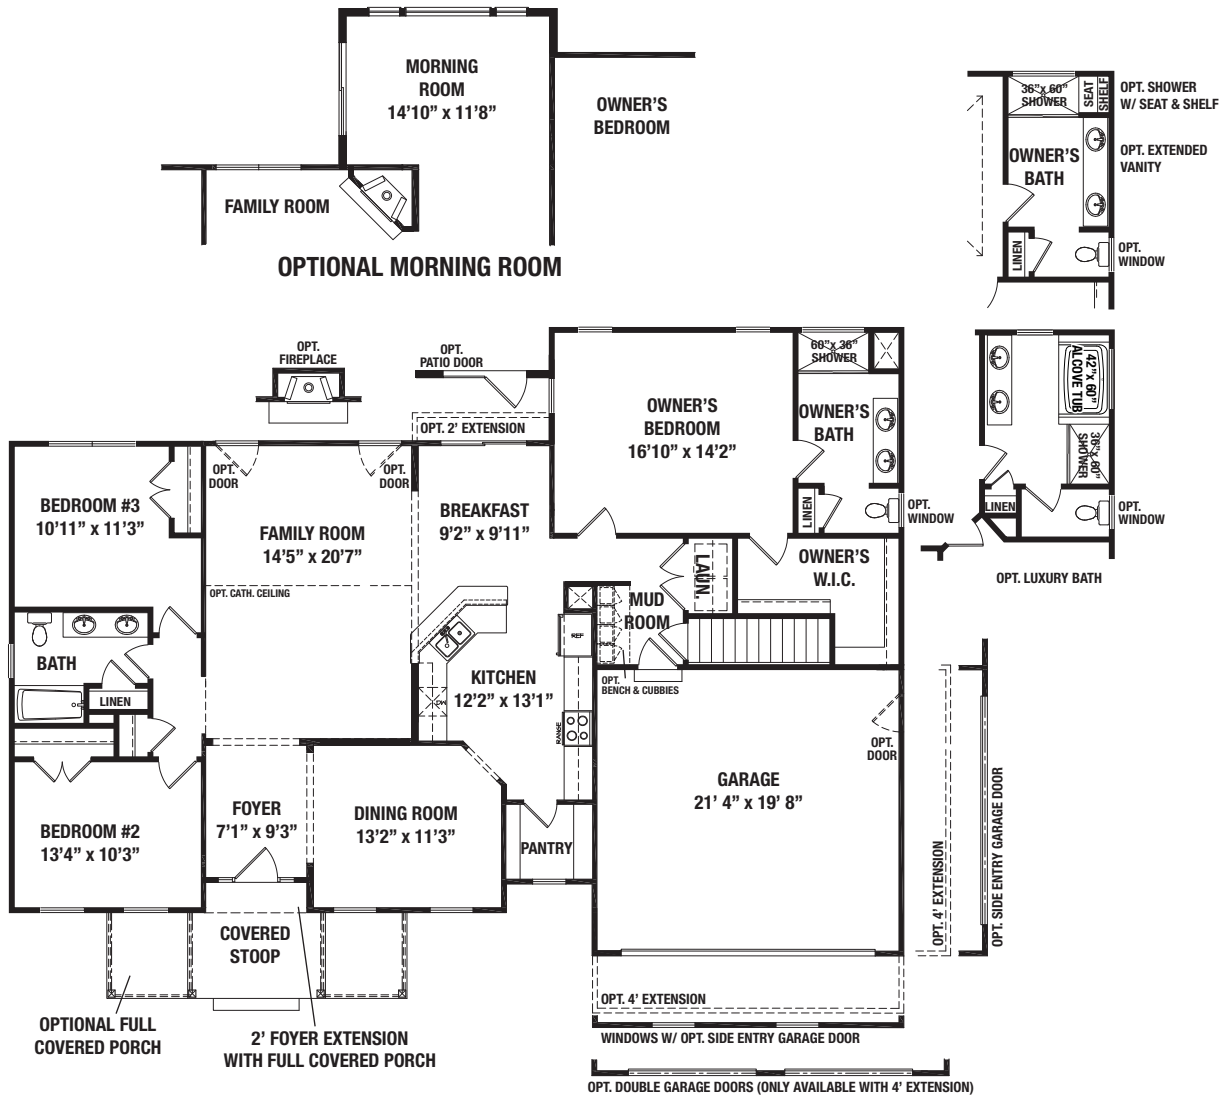 MORNING
ROOM
14'10" x 11'8"
OWNER'S
BEDROOM
FAMILY ROOM
OPTIONAL MORNING ROOM
36"x 60"
SHOWER
SEAT
SHELF
OPT. SHOWER
W/ SEAT & SHELF
OWNER'S
BATH
OPT. EXTENDED
VANITY
LINEN
OPT.
WINDOW
OPT.
FIREPLACE
OPT.
PATIO DOOR
OPT. 2' EXTENSION
OWNER'S
BEDROOM
16'10" x 14'2"
60"x 36"
SHOWER
OWNER'S
BATH
LINEN
OPT.
WINDOW
42"x 60"
ALCOVE TUB
36"x 60"
SHOWER
LINEN
OPT.
WINDOW
OPT. LUXURY BATH
BEDROOM #3
10'11" x 11'3"
OPT.
DOOR
OPT.
DOOR
FAMILY ROOM
14'5" x 20'7"
OPT. CATH. CEILING
BREAKFAST
9'2" x 9'11"
LAUN.
OWNER'S
W.I.C.
MUD
ROOM
REF
BATH
LINEN
KITCHEN
12'2" x 13'1"
DW
RANGE
OPT.
BENCH & CUBBIES
OPT.
DOOR
GARAGE
21' 4" x 19' 8"
BEDROOM #2
13'4" x 10'3"
FOYER
7'1" x 9'3"
DINING ROOM
13'2" x 11'3"
PANTRY
OPT. 4' EXTENSION
OPT. SIDE ENTRY GARAGE DOOR
COVERED
STOOP
OPT. 4' EXTENSION
OPTIONAL FULL
COVERED PORCH
2' FOYER EXTENSION
WITH FULL COVERED PORCH
WINDOWS W/ OPT. SIDE ENTRY GARAGE DOOR
OPT. DOUBLE GARAGE DOORS (ONLY AVAILABLE WITH 4' EXTENSION)